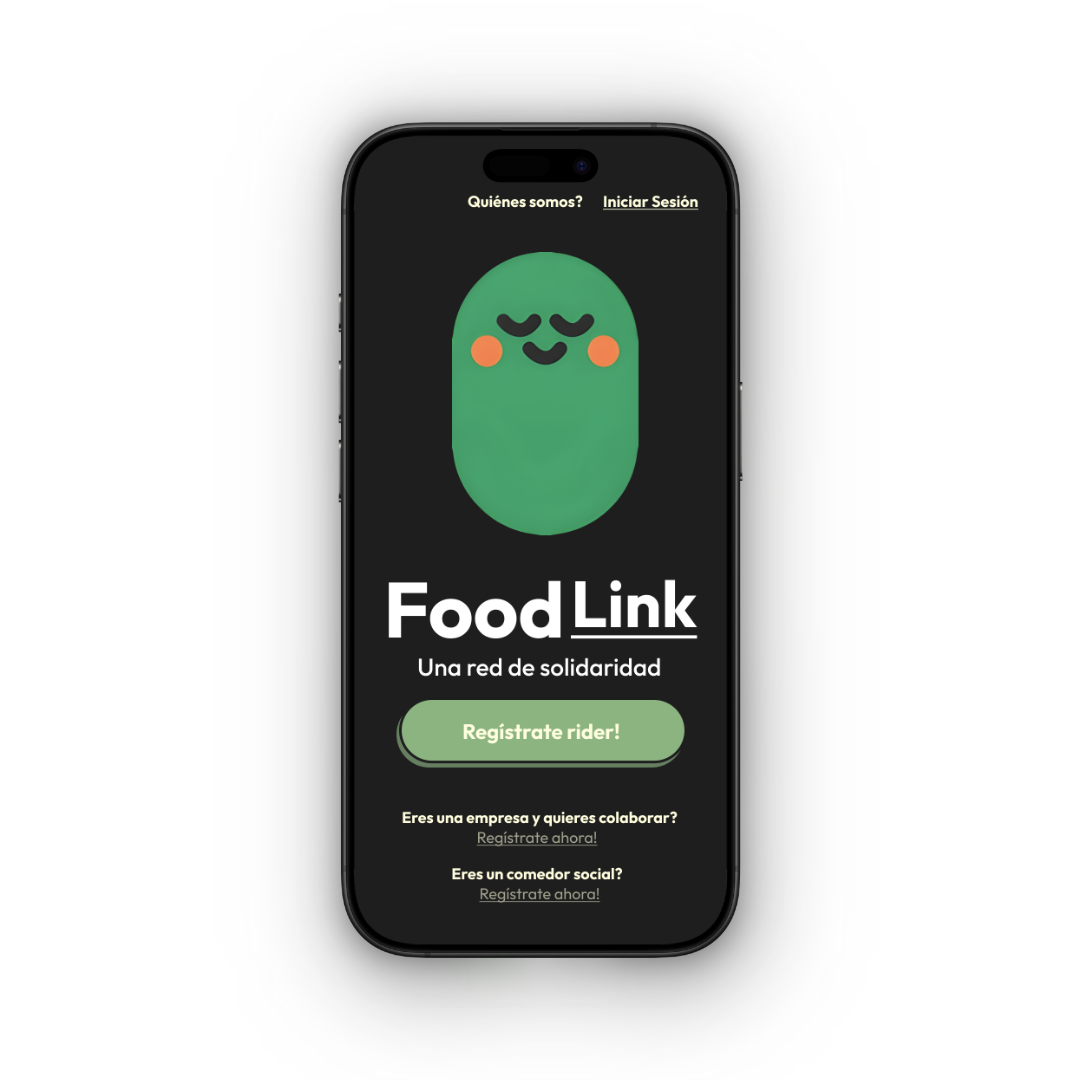 Quiénes somos? Iniciar Sesión
Food Link
Una red de solidaridad
Regístrate rider!
Eres una empresa y quieres colaborar?
Regístrate ahora!
Eres un comedor social?
Regístrate ahora!